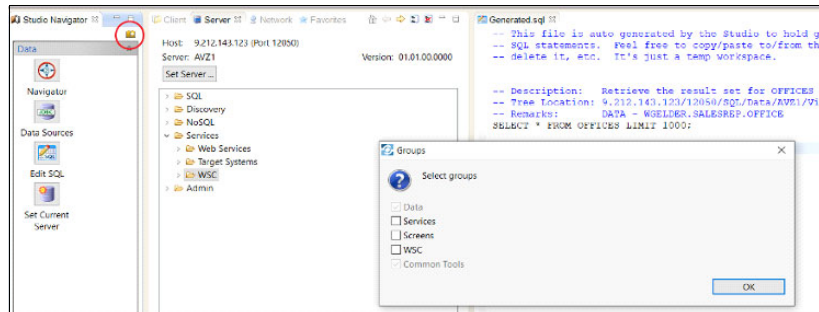 Studio Navigator
Data
Navigator
Data Sources
Edit SQL
Set Current
Server
Client Server Network Favorites
Host: 9.212.143.123 (Port 12050)
Server: AVZ1 Version: 01.01.00.0000
Set Server ...
SQL
Discovery
NoSQL
Services
Web Services
Target Systems
WSC
Admin
Generated.sql
-- This file is auto generated by the Studio to hold g
-- SQL statements. Feel free to copy/paste to/from th
-- delete it, etc. It's just a temp workspace.
-- Description: Retrieve the result set for OFFICES
-- Tree Location: 9.212.143.123/12050/SQL/Data/AVZ1/Vi
-- Remarks: DATA - WGELDER.SALESREP.OFFICE
SELECT * FROM OFFICES LIMIT 1000;
Groups
Select groups
Data
Services
Screens
WSC
Common Tools
OK